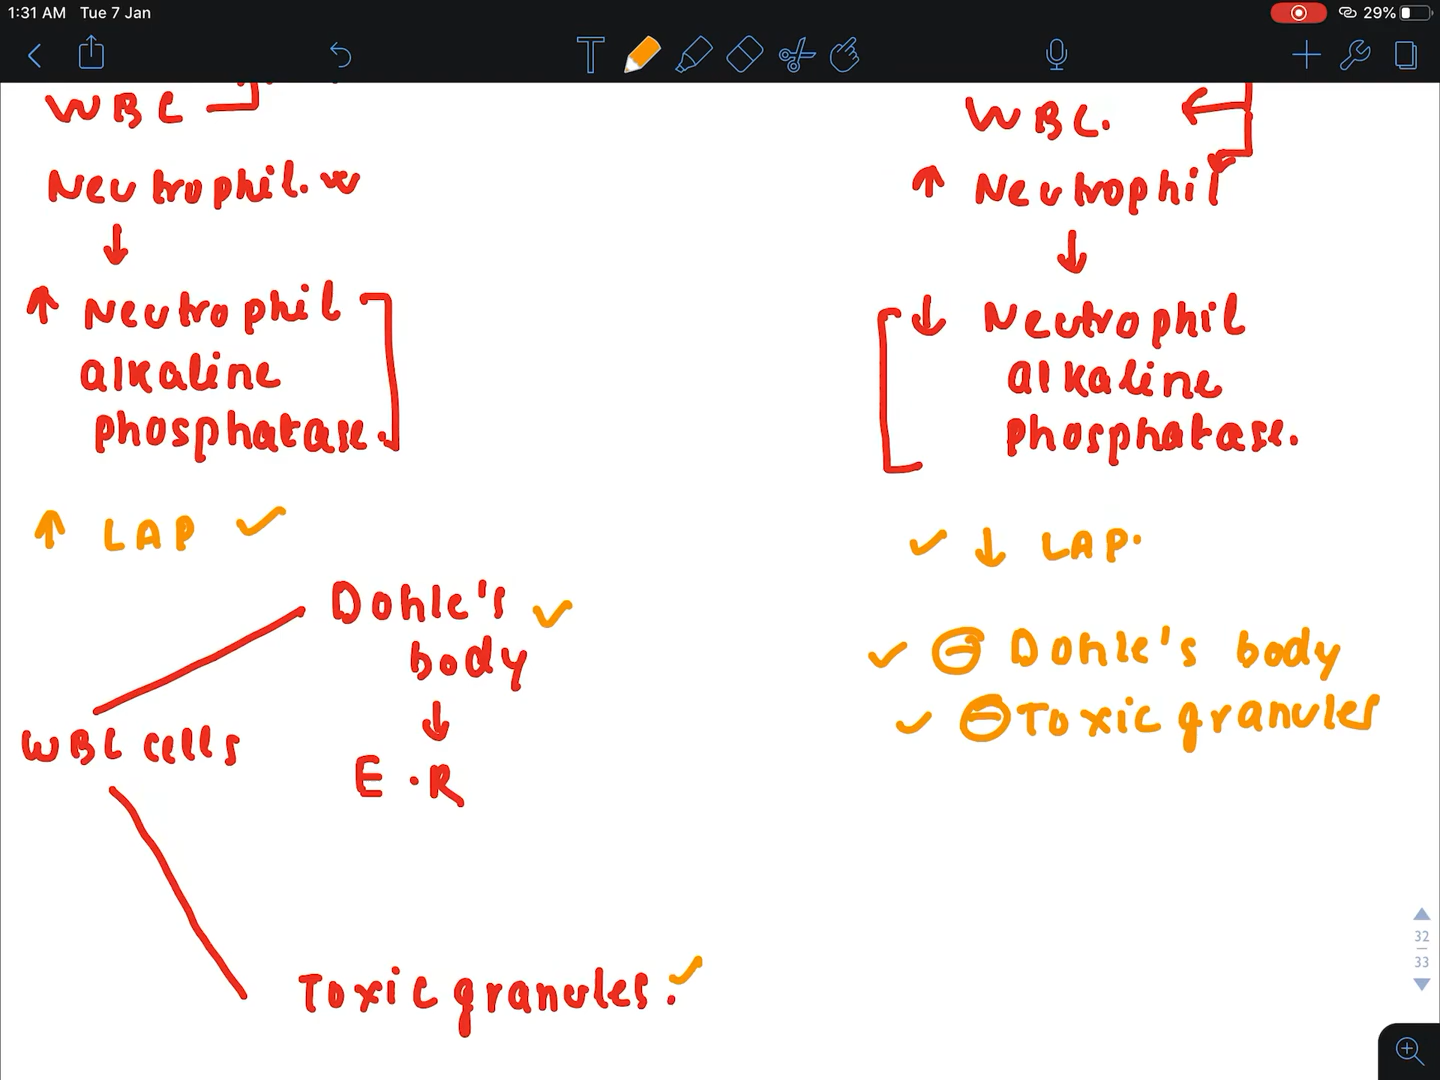 1:31 AM Tue 7 Jan
29%
WBC
Neutrophil.
↓
↑ Neutrophil
alkaline
phosphatase.
↑ LAP ✓
Dohle's ✓
body
↓
E.R
WBC cells
Toxic granules. ✓
WBC.
↑ Neutrophil
↓
↓ Neutrophil
alkaline
phosphatase.
✓ ↓ LAP.
✓ ⊖ Dohle's body
✓ ⊖ Toxic granules
32
33